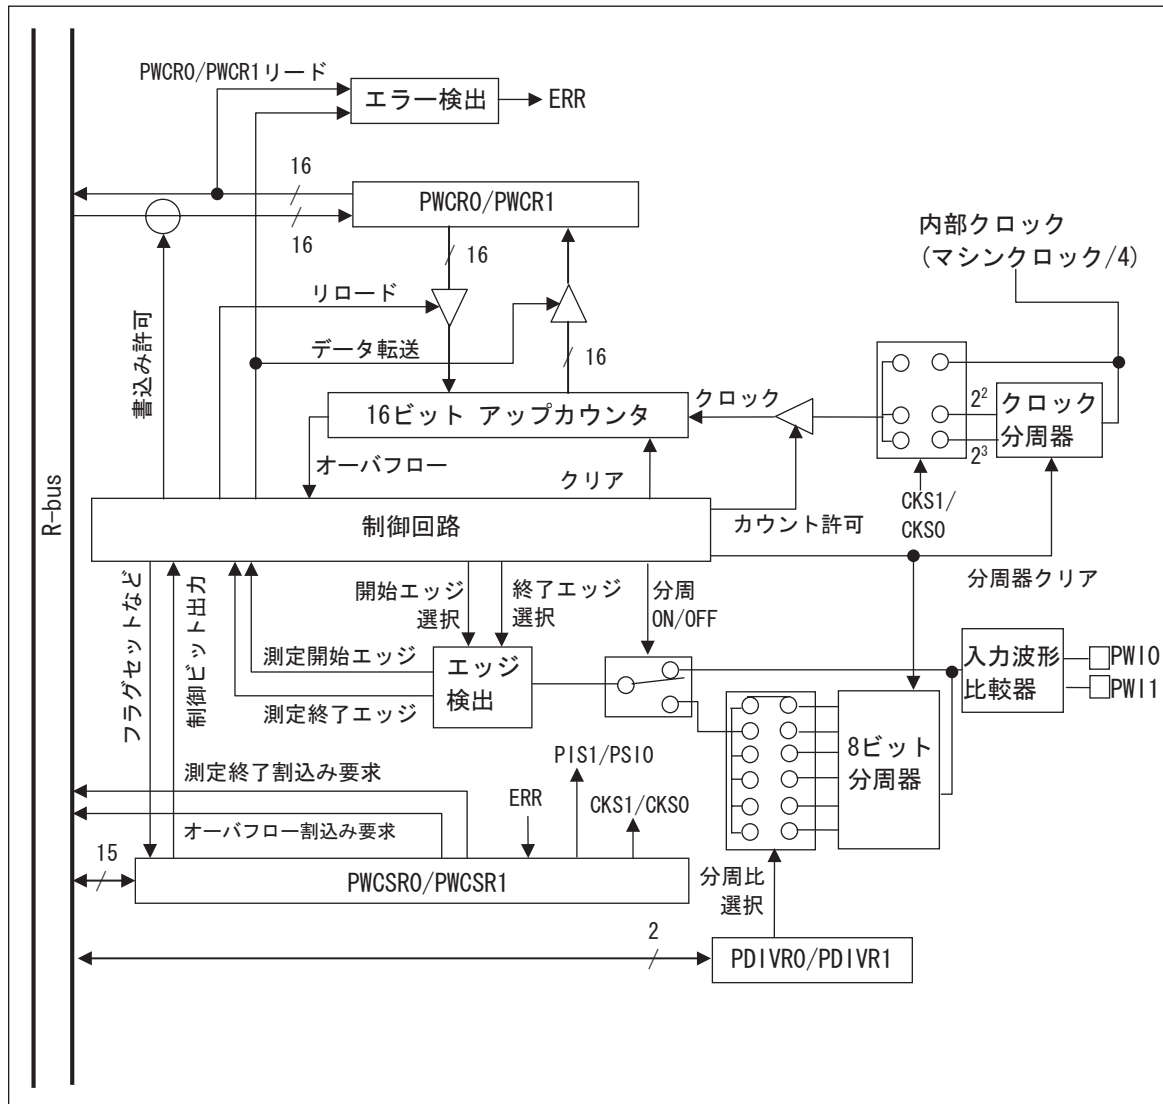 PWCR0/PWCR1リード
エラー検出
ERR
16
PWCR0/PWCR1
16
16
内部クロック
(マシンクロック/4)
リロード
書込み許可
データ転送
16
クロック
16ビット アップカウンタ
2²
クロック
分周器
2³
オーバフロー
クリア
R-bus
制御回路
カウント許可
CKS1/
CKS0
分周器クリア
フラグセットなど
制御ビット出力
開始エッジ
選択
終了エッジ
選択
分周
ON/OFF
測定開始エッジ
エッジ
検出
測定終了エッジ
入力波形
比較器
PWI0
PWI1
8ビット
分周器
PIS1/PSI0
測定終了割込み要求
ERR
CKS1/CKS0
オーバフロー割込み要求
15
PWCSR0/PWCSR1
分周比
選択
2
PDIVR0/PDIVR1